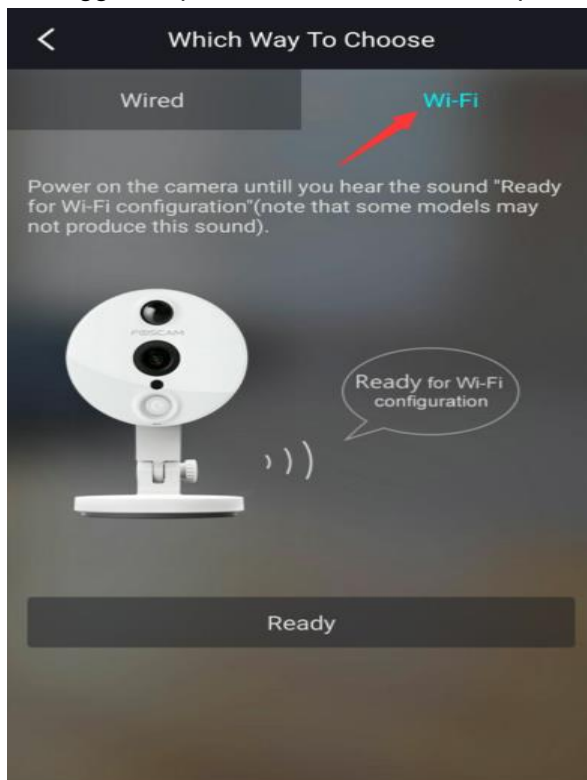 Which Way To Choose
Wired
Wi-Fi
Power on the camera untill you hear the sound "Ready
for Wi-Fi configuration"(note that some models may
not produce this sound).
FOSCAM
Ready for Wi-Fi
configuration
Ready